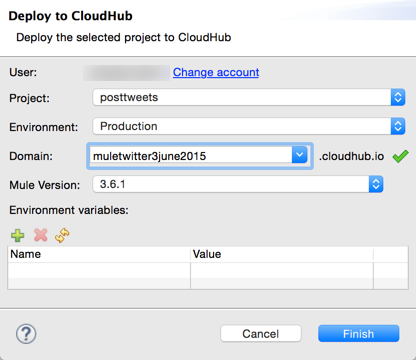 Deploy to CloudHub
Deploy the selected project to CloudHub
User: Change account
Project: posttweets
Environment: Production
Domain: muletwitter3june2015 .cloudhub.io
Mule Version: 3.6.1
Environment variables:
Name Value
? Cancel Finish